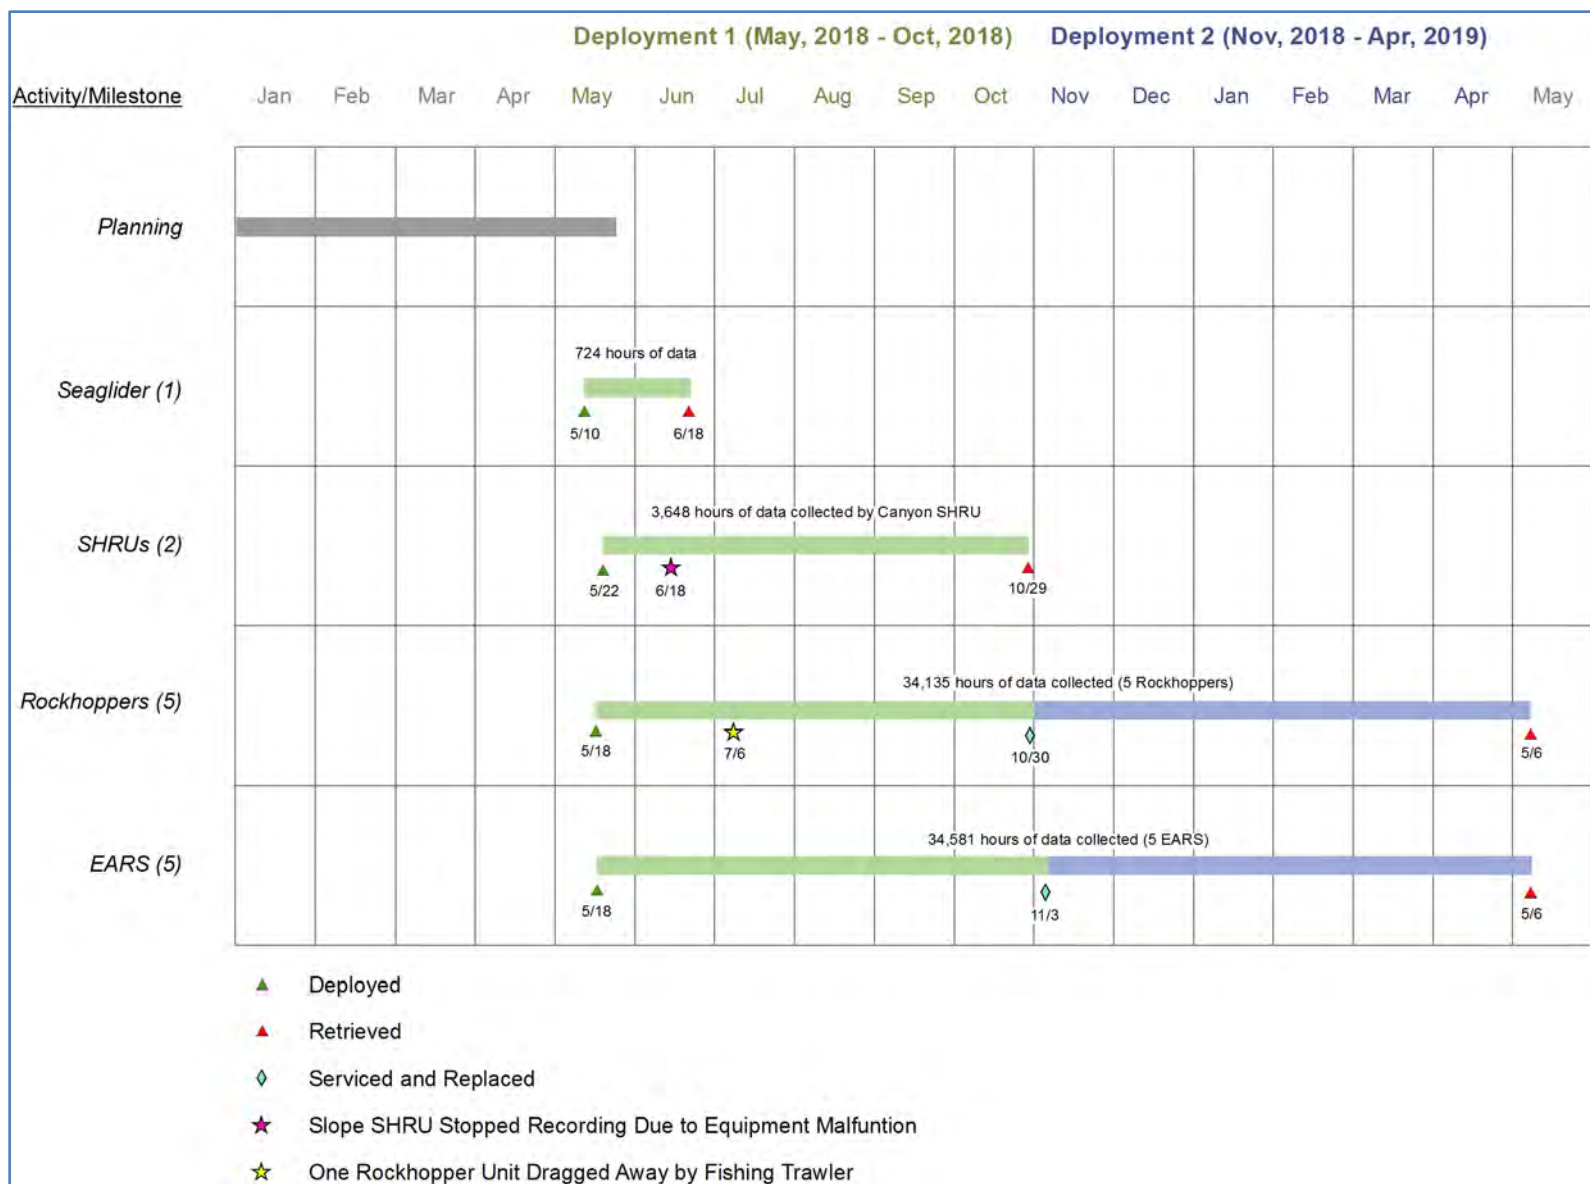 Deployment 1 (May, 2018 - Oct, 2018) Deployment 2 (Nov, 2018 - Apr, 2019)
Activity/Milestone Jan Feb Mar Apr May Jun Jul Aug Sep Oct Nov Dec Jan Feb Mar Apr May
Planning
724 hours of data
Seaglider (1)
5/10 6/18
3,648 hours of data collected by Canyon SHRU
SHRUs (2)
5/22 6/18 10/29
34,135 hours of data collected (5 Rockhoppers)
Rockhoppers (5)
5/18 7/6 10/30 5/6
34,581 hours of data collected (5 EARS)
EARS (5)
5/18 11/3 5/6
Deployed
Retrieved
Serviced and Replaced
Slope SHRU Stopped Recording Due to Equipment Malfuntion
One Rockhopper Unit Dragged Away by Fishing Trawler